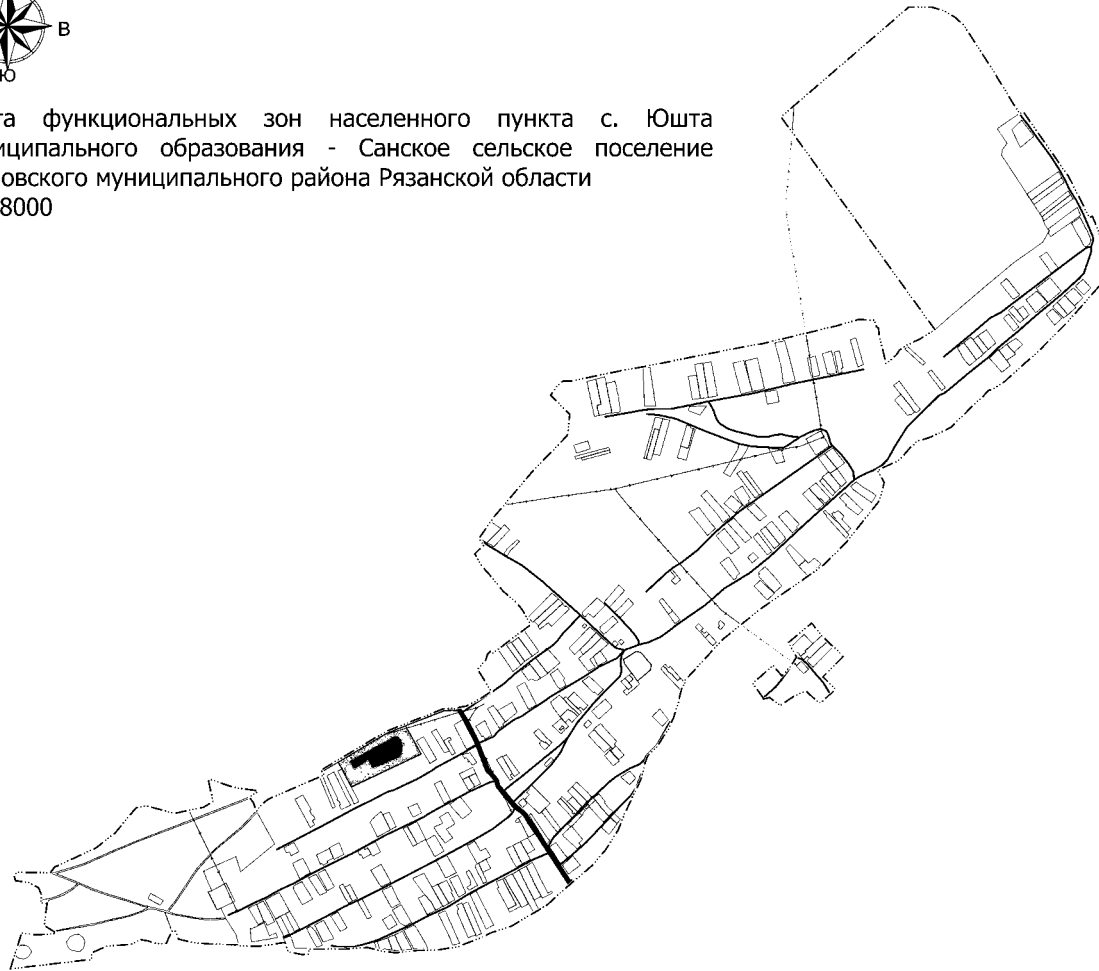 В
Ю
та функциональных зон населенного пункта с. Юшта
иципального образования - Санское сельское поселение
овского муниципального района Рязанской области
8000